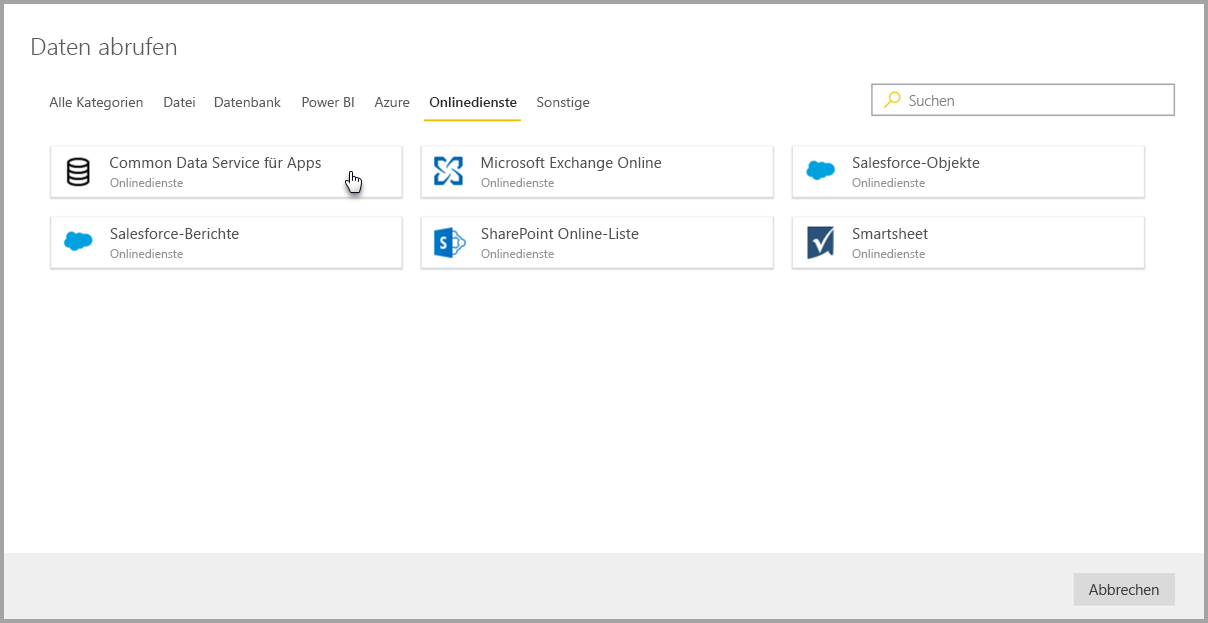 Daten abrufen
Alle Kategorien Datei Datenbank Power BI Azure Onlinedienste Sonstige
Suchen
Common Data Service für Apps
Onlinedienste
Microsoft Exchange Online
Onlinedienste
Salesforce-Objekte
Onlinedienste
Salesforce-Berichte
Onlinedienste
SharePoint Online-Liste
Onlinedienste
Smartsheet
Onlinedienste
Abbrechen